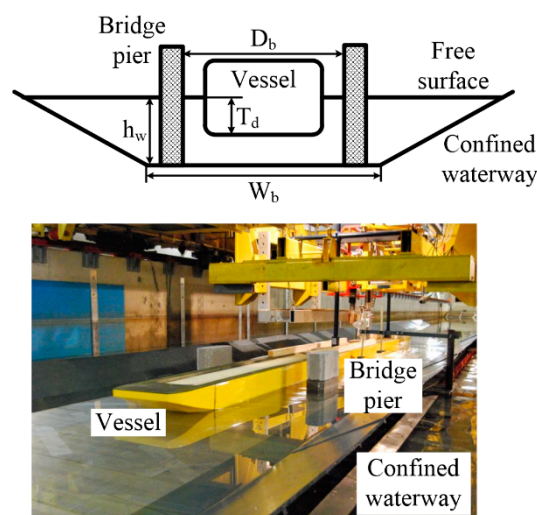 Bridge
pier
D_b
Vessel
Free
surface
h_w
T_d
Confined
waterway
W_b
Vessel
Bridge
pier
Confined
waterway